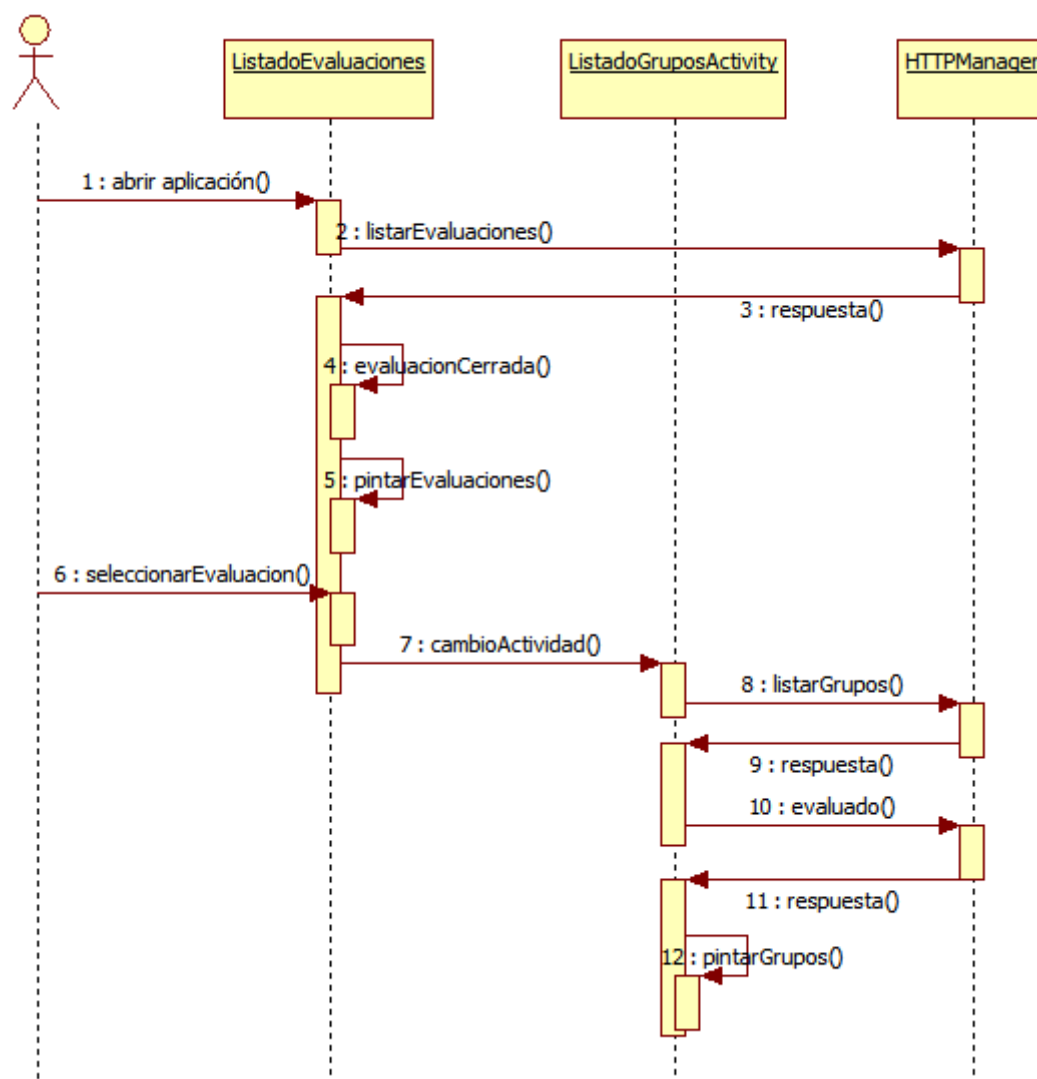 ListadoEvaluaciones
ListadoGruposActivity
HTTPManager
1 : abrir aplicación()
2 : listarEvaluaciones()
3 : respuesta()
4 : evaluacionCerrada()
5 : pintarEvaluaciones()
6 : seleccionarEvaluacion()
7 : cambioActividad()
8 : listarGrupos()
9 : respuesta()
10 : evaluado()
11 : respuesta()
12 : pintarGrupos()